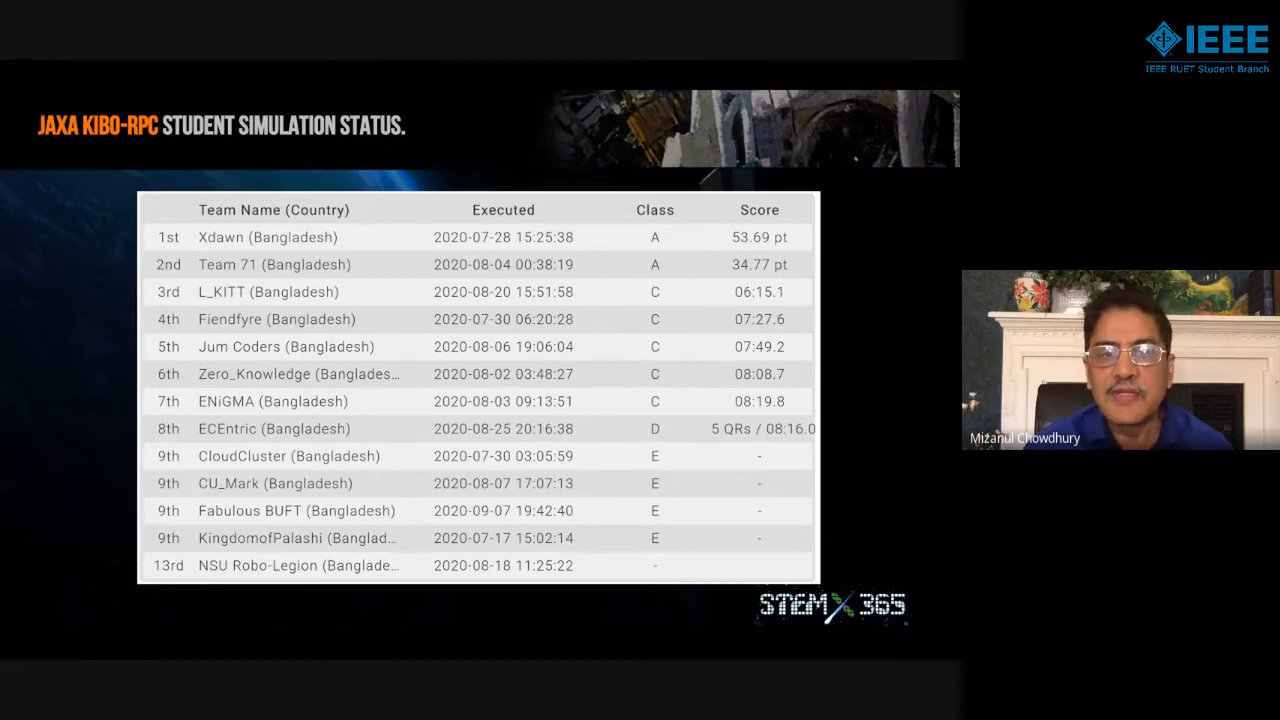 IEEE
IEEE RUET Student Branch
JAXA KIBO-RPC STUDENT SIMULATION STATUS.
Team Name (Country) Executed Class Score
1st Xdawn (Bangladesh) 2020-07-28 15:25:38 A 53.69 pt
2nd Team 71 (Bangladesh) 2020-08-04 00:38:19 A 34.77 pt
3rd L_KITT (Bangladesh) 2020-08-20 15:51:58 C 06:15.1
4th Fiendfyre (Bangladesh) 2020-07-30 06:20:28 C 07:27.6
5th Jum Coders (Bangladesh) 2020-08-06 19:06:04 C 07:49.2
6th Zero_Knowledge (Banglades... 2020-08-02 03:48:27 C 08:08.7
7th ENiGMA (Bangladesh) 2020-08-03 09:13:51 C 08:19.8
8th ECEntric (Bangladesh) 2020-08-25 20:16:38 D 5 QRs / 08:16.0
9th CloudCluster (Bangladesh) 2020-07-30 03:05:59 E -
9th CU_Mark (Bangladesh) 2020-08-07 17:07:13 E -
9th Fabulous BUFT (Bangladesh) 2020-09-07 19:42:40 E -
9th KingdomofPalashi (Banglad... 2020-07-17 15:02:14 E -
13rd NSU Robo-Legion (Banglade... 2020-08-18 11:25:22 -
Mizanul Chowdhury
STEMX 365